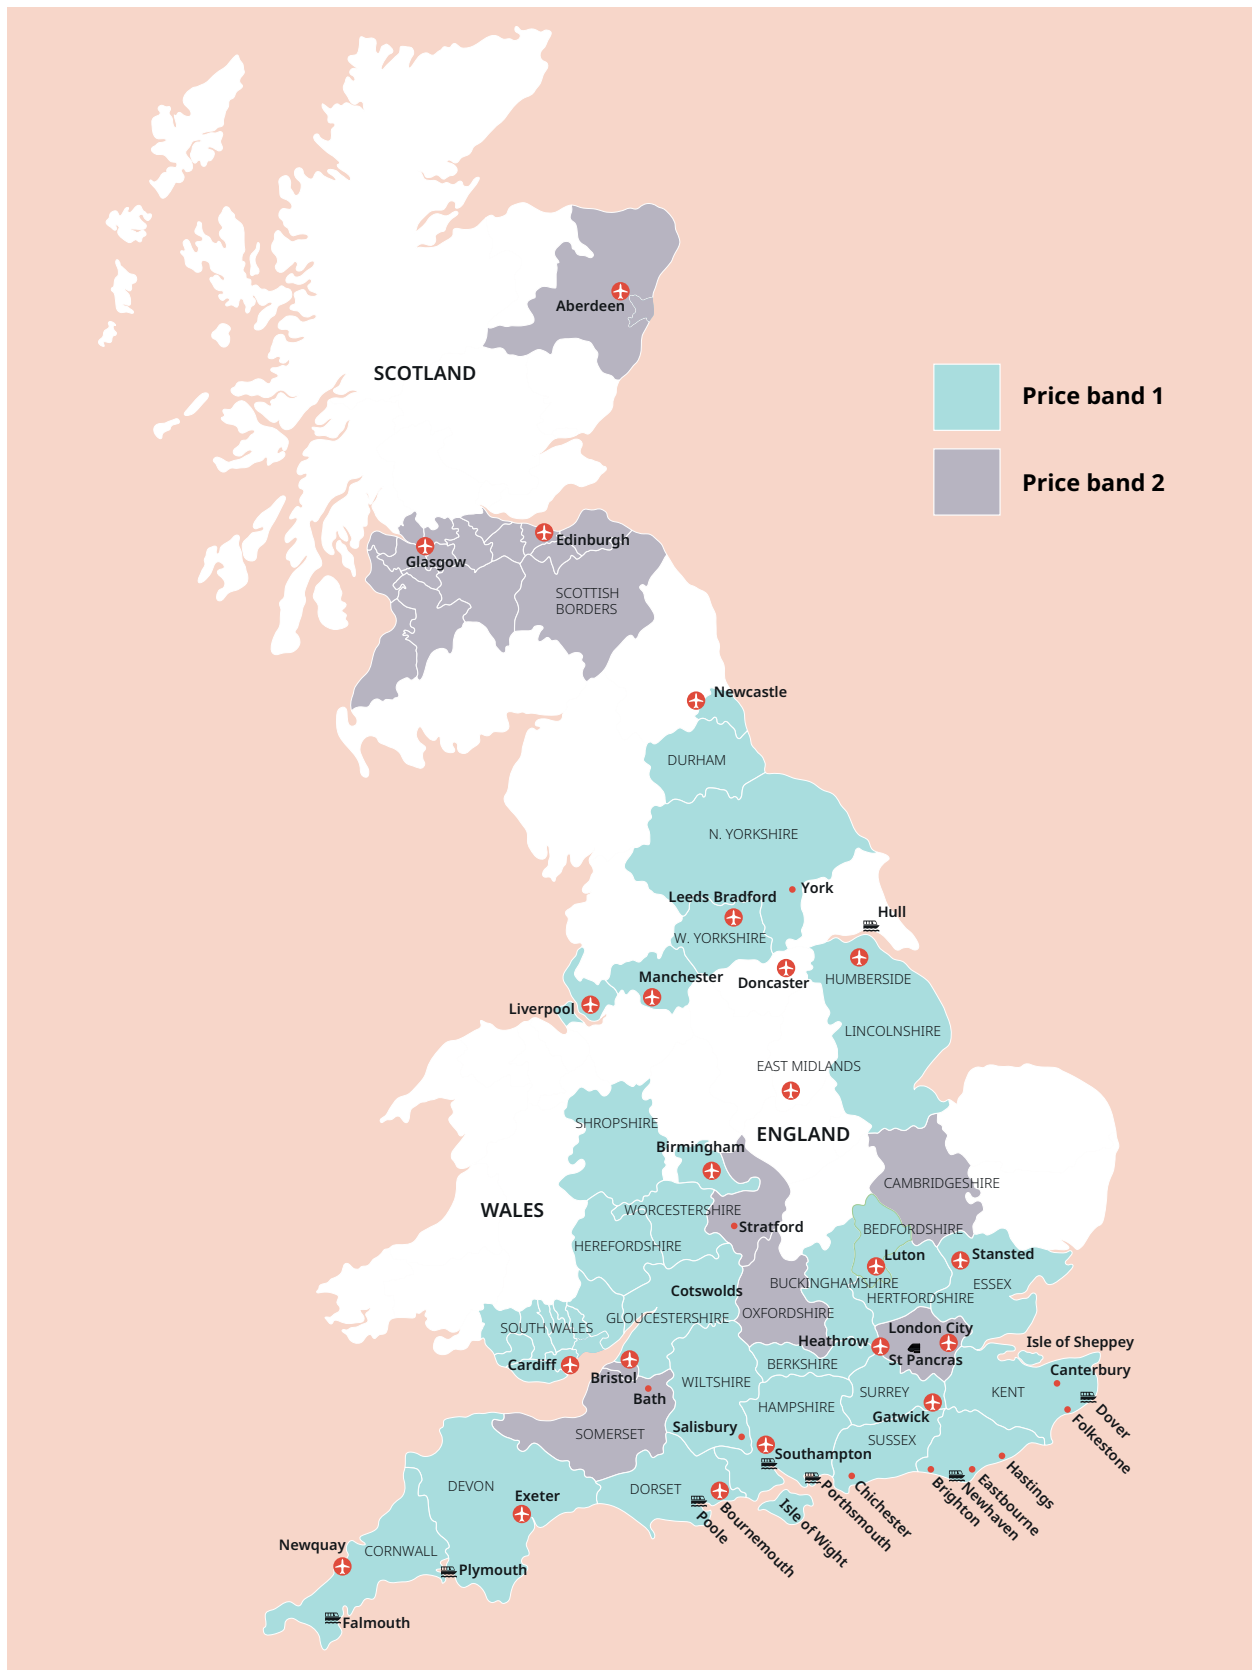 Aberdeen
SCOTLAND
Price band 1
Price band 2
Edinburgh
Glasgow
SCOTTISH
BORDERS
Newcastle
DURHAM
N. YORKSHIRE
York
Leeds Bradford
Hull
W. YORKSHIRE
Manchester
Doncaster
HUMBERSIDE
Liverpool
LINCOLNSHIRE
EAST MIDLANDS
SHROPSHIRE
ENGLAND
Birmingham
CAMBRIDGESHIRE
WALES
WORCESTERSHIRE
Stratford
BEDFORDSHIRE
HEREFORDSHIRE
Luton
Stansted
BUCKINGHAMSHIRE
ESSEX
Cotswolds
HERTFORDSHIRE
OXFORDSHIRE
GLOUCESTERSHIRE
SOUTH WALES
London City
Heathrow
Isle of Sheppey
St Pancras
Cardiff
BERKSHIRE
Canterbury
Bristol
WILTSHIRE
SURREY
KENT
Bath
HAMPSHIRE
Gatwick
Dover
Salisbury
SOMERSET
SUSSEX
Folkestone
Southampton
DEVON
DORSET
Exeter
Hastings
Eastbourne
Newhaven
Brighton
Chichester
Porthsmouth
Isle of Wight
Bournemouth
Poole
Newquay
CORNWALL
Plymouth
Falmouth